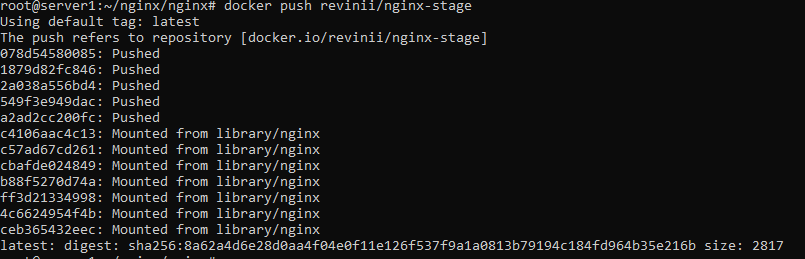 root@server1:~/nginx/nginx# docker push revinii/nginx-stage
Using default tag: latest
The push refers to repository [docker.io/revinii/nginx-stage]
078d54580085: Pushed
1879d82fc846: Pushed
2a038a556bd4: Pushed
549f3e949dac: Pushed
a2ad2cc200fc: Pushed
c4106aac4c13: Mounted from library/nginx
c57ad67cd261: Mounted from library/nginx
cbafde024849: Mounted from library/nginx
b88f5270d74a: Mounted from library/nginx
ff3d21334998: Mounted from library/nginx
4c6624954f4b: Mounted from library/nginx
ceb365432eec: Mounted from library/nginx
latest: digest: sha256:8a62a4d6e28d0aa4f04e0f11e126f537f9a1a0813b79194c184fd964b35e216b size: 2817